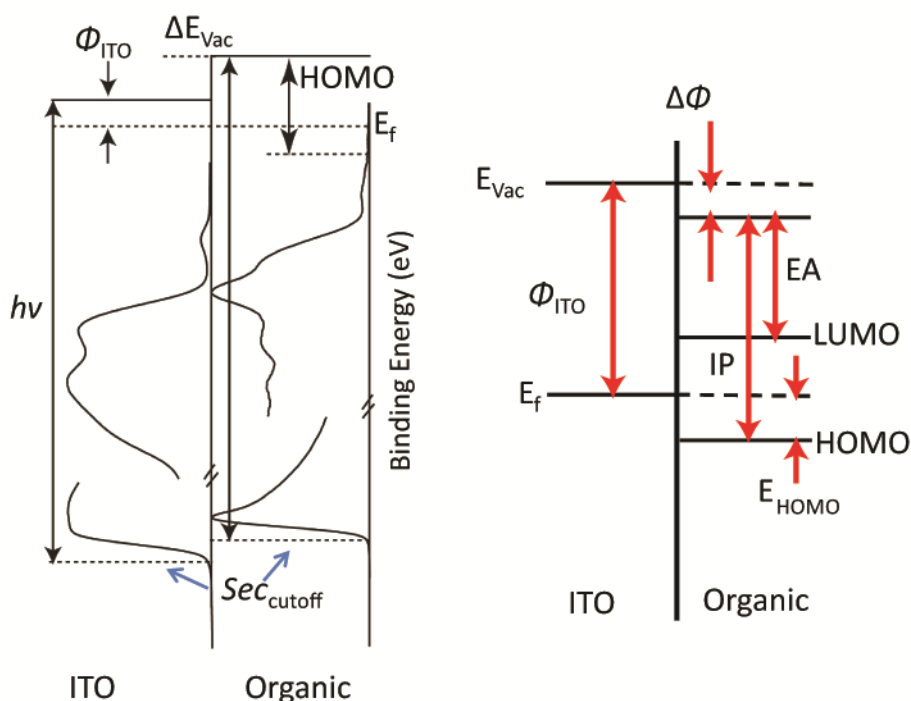 ΔE_Vac
Φ_ITO
HOMO
E_f
hν
Binding Energy (eV)
Sec_cutoff
ITO
Organic
ΔΦ
E_Vac
Φ_ITO
EA
LUMO
IP
E_f
HOMO
E_HOMO
ITO
Organic